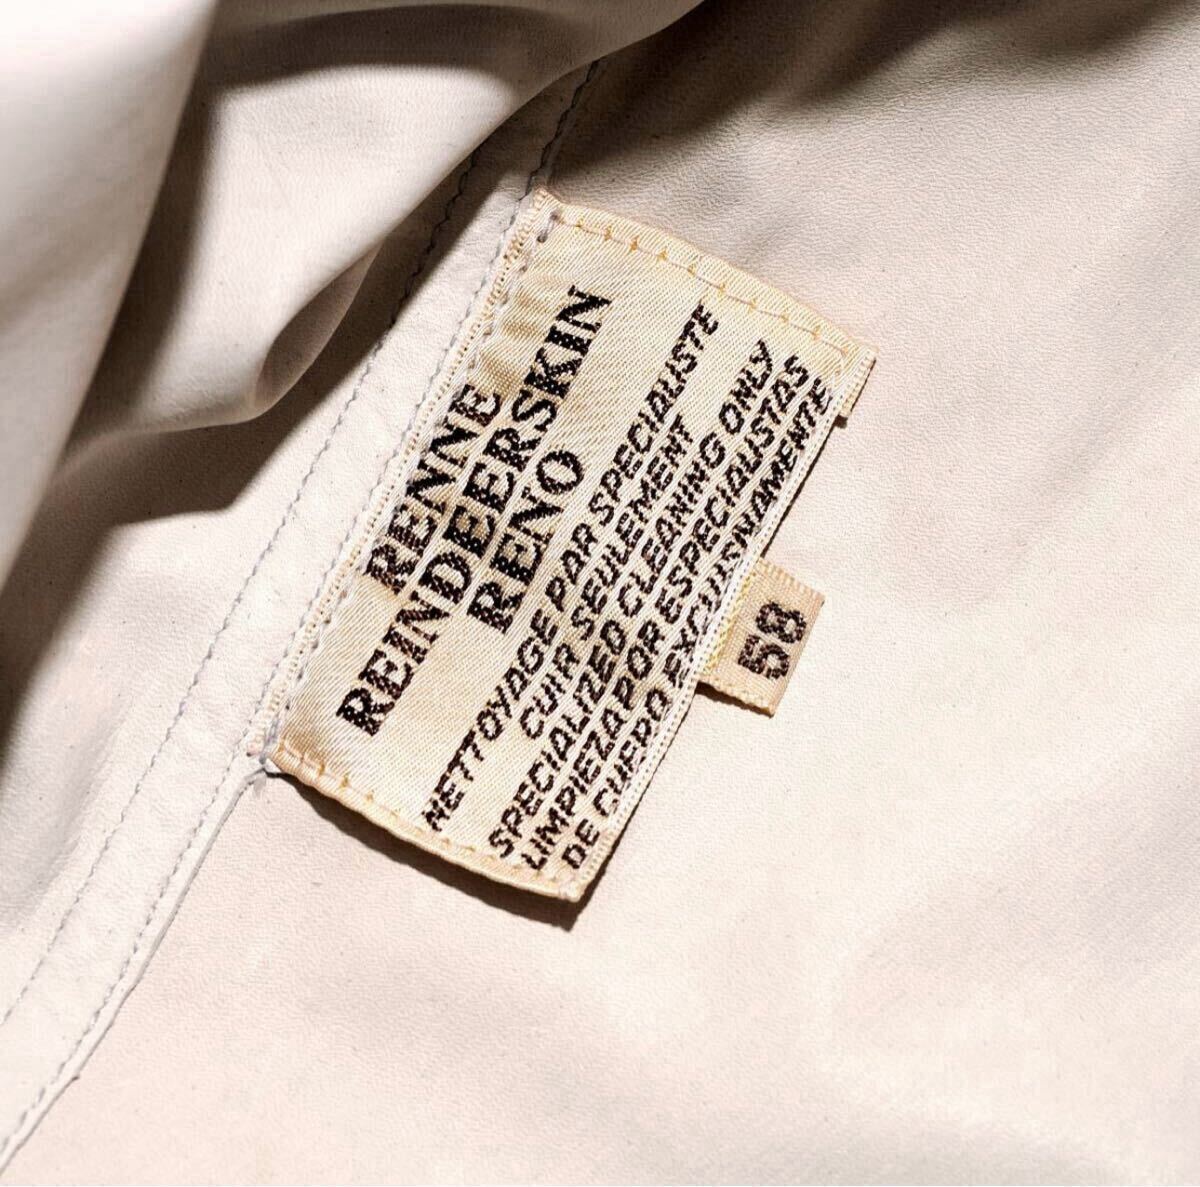 RENNE
REINDEERSKIN
RENO
NETTOYAGE PAR SPECIALISTE
CUIR SEULEMENT
SPECIALIZED CLEANING ONLY
LIMPIEZA POR ESPECIALISTAS
DE CUERO EXCLUSIVAMENTE
58